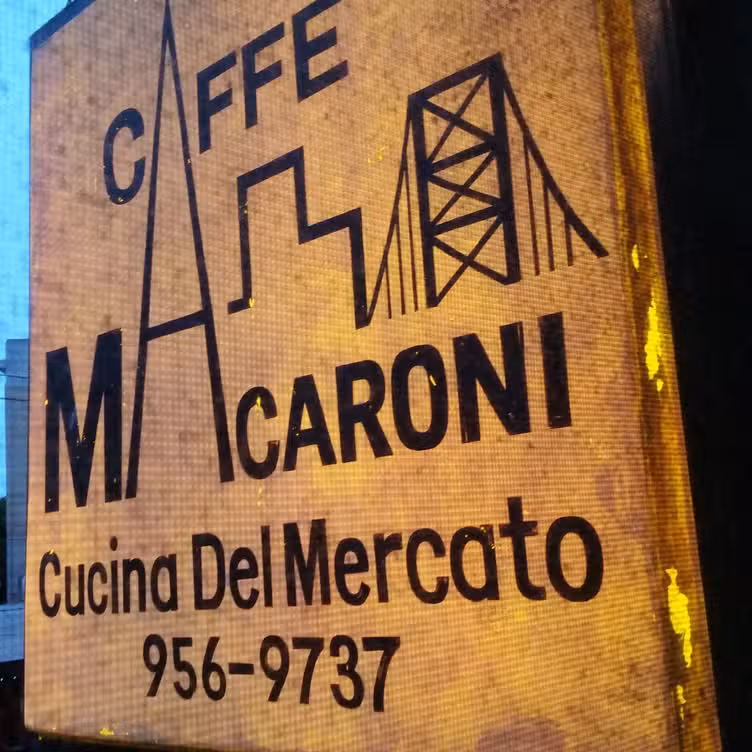 CAFFE
MACARONI
Cucina Del Mercato
956-9737